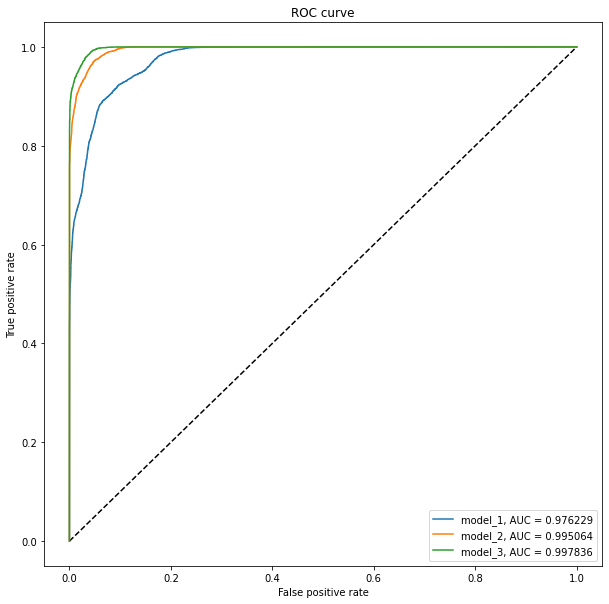 ROC curve
True positive rate
1.0
0.8
0.6
0.4
0.2
0.0
0.0 0.2 0.4 0.6 0.8 1.0
False positive rate
model_1, AUC = 0.976229
model_2, AUC = 0.995064
model_3, AUC = 0.997836